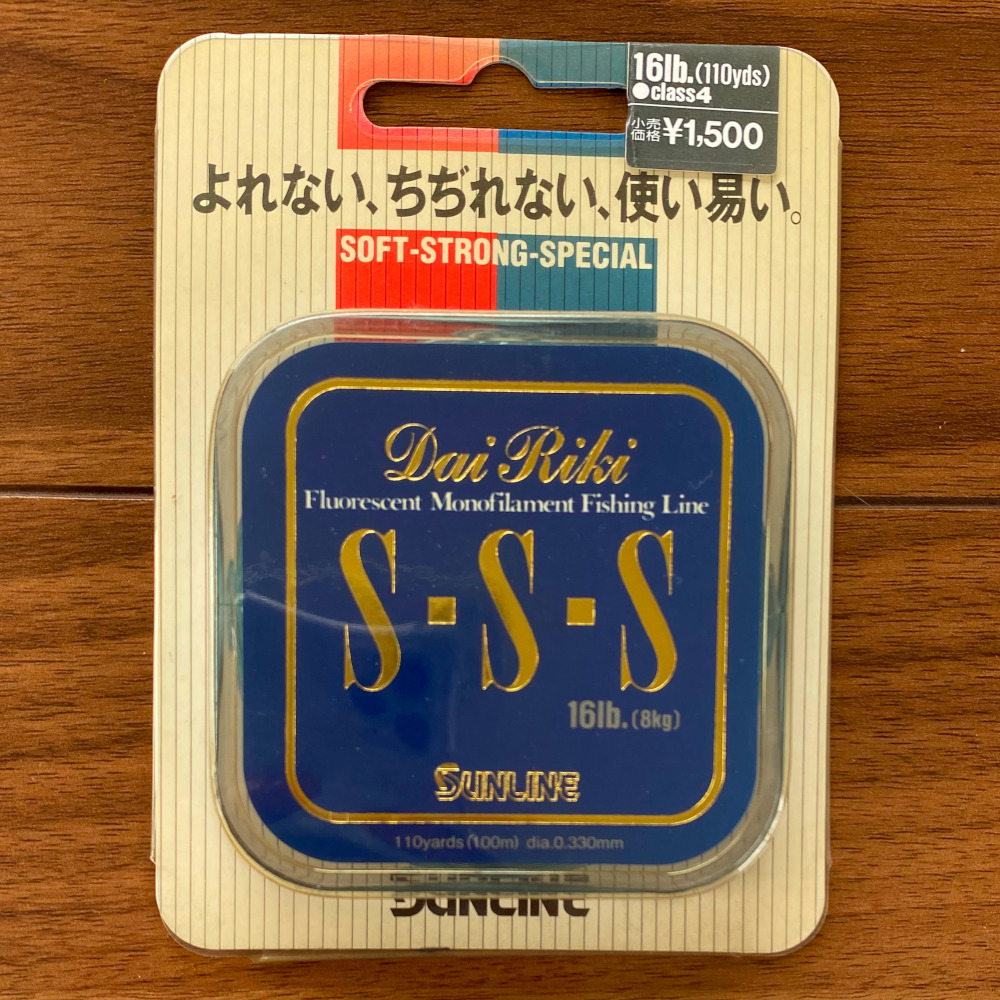 16lb.(110yds)
●class4
小売
価格 ¥1,500
よれない、ちぢれない、使い易い。
SOFT-STRONG-SPECIAL
Dai Riki
Fluorescent Monofilament Fishing Line
S·S·S
16lb.(8kg)
SUNLINE
110yards(100m) dia.0.330mm
SUNLINE